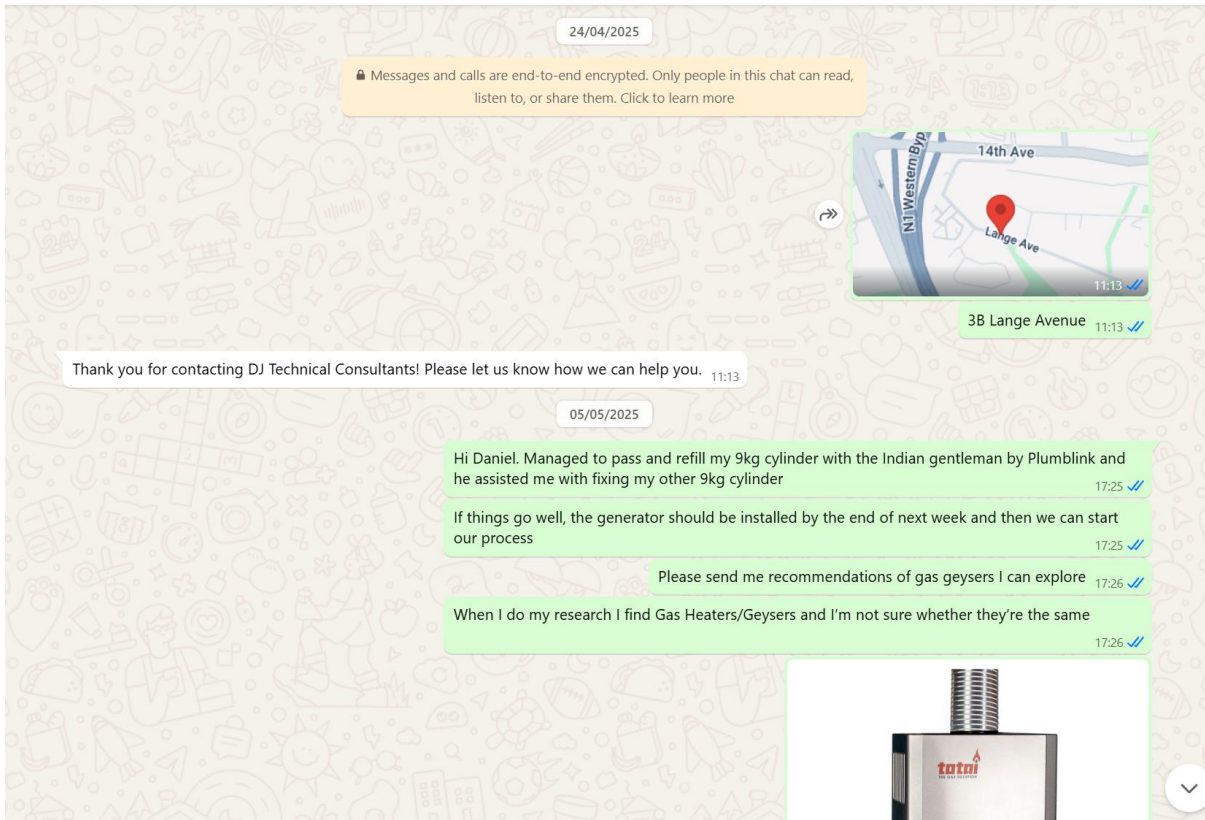 24/04/2025
Messages and calls are end-to-end encrypted. Only people in this chat can read,
listen to, or share them. Click to learn more
14th Ave
N1 Western Byp
Lange Ave
11:13
3B Lange Avenue 11:13
Thank you for contacting DJ Technical Consultants! Please let us know how we can help you. 11:13
05/05/2025
Hi Daniel. Managed to pass and refill my 9kg cylinder with the Indian gentleman by Plumblink and
he assisted me with fixing my other 9kg cylinder
17:25
If things go well, the generator should be installed by the end of next week and then we can start
our process
17:25
Please send me recommendations of gas geysers I can explore 17:26
When I do my research I find Gas Heaters/Geysers and I’m not sure whether they’re the same
17:26
totai
THE GAS SOLUTION